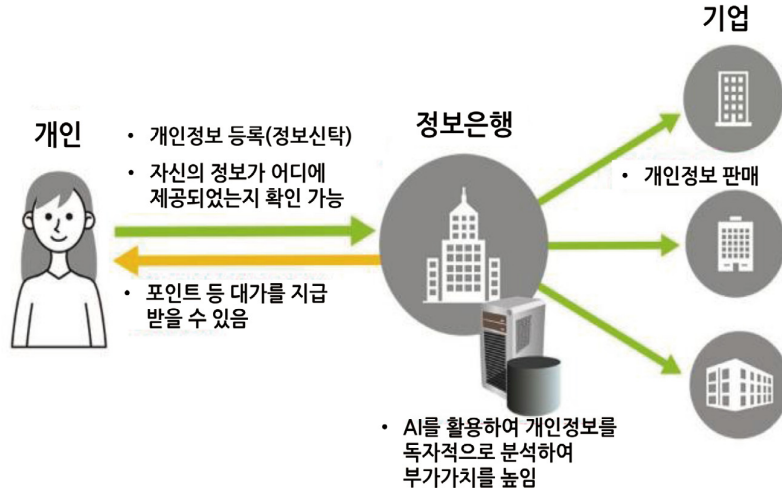 기업
개인
정보은행
• 개인정보 등록(정보신탁)
• 자신의 정보가 어디에
제공되었는지 확인 가능
• 개인정보 판매
• 포인트 등 대가를 지급
받을 수 있음
• AI를 활용하여 개인정보를
독자적으로 분석하여
부가가치를 높임